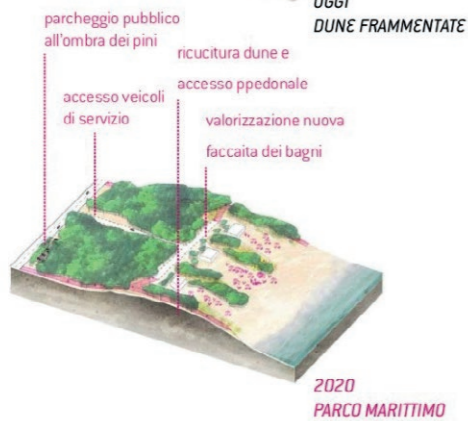 OGGI
DUNE FRAMMENTATE
parcheggio pubblico
all'ombra dei pini
ricucitura dune e
accesso ppedonale
accesso veicoli
di servizio
valorizzazione nuova
faccaita dei bagni
2020
PARCO MARITTIMO